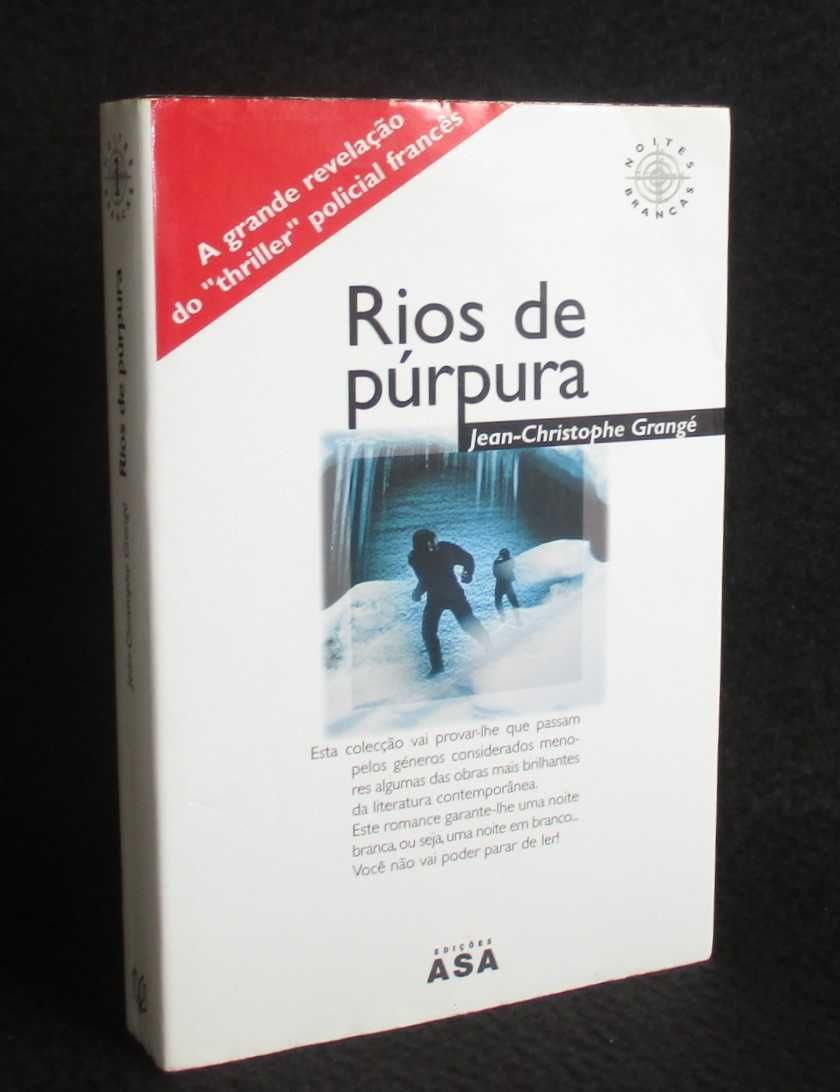 A grande revelação
do "thriller" policial francês
NOITES
BRANCAS
Rios de
púrpura
Jean-Christophe Grangé
Esta colecção vai provar-lhe que passam
pelos géneros considerados meno-
res algumas das obras mais brilhantes
da literatura contemporânea.
Este romance garante-lhe uma noite
branca, ou seja, uma noite em branco...
Você não vai poder parar de ler!
EDIÇÕES
ASA
Jean-Christophe Grangé Rios de púrpura